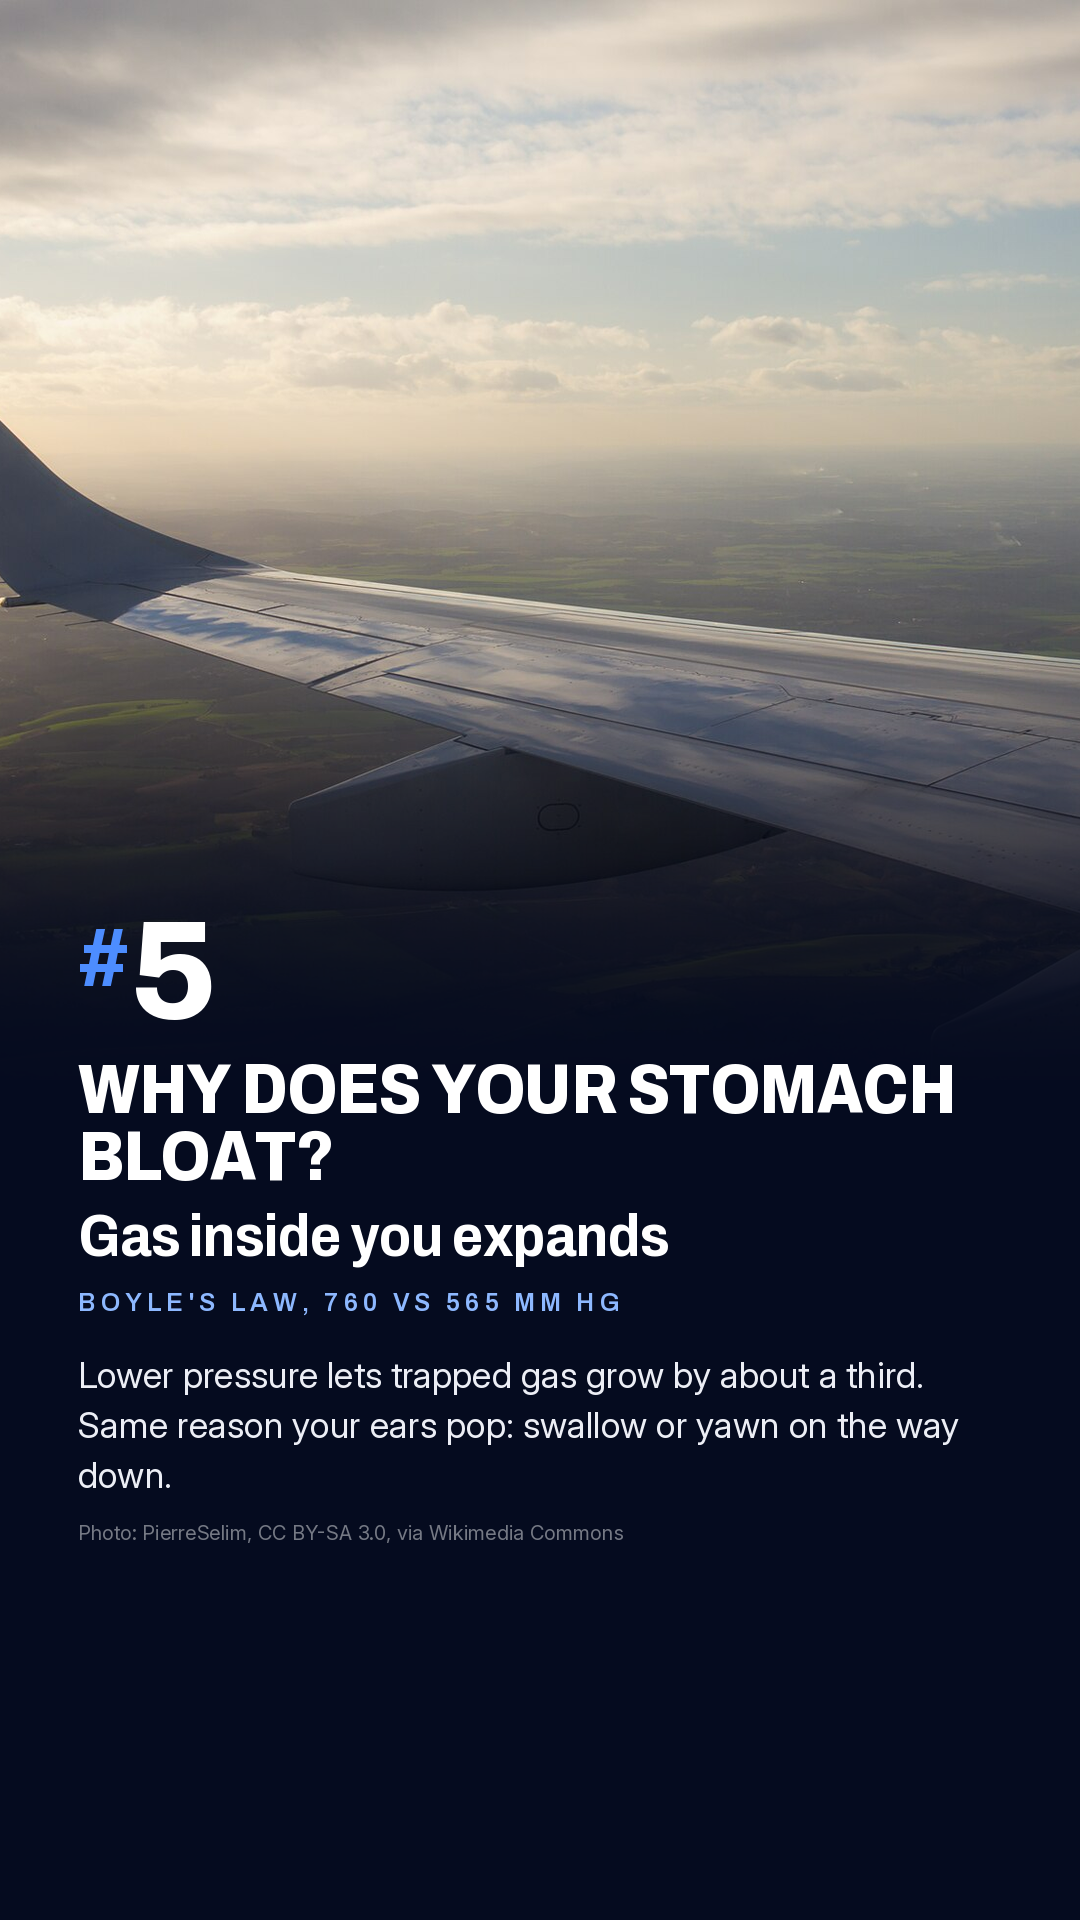 #5
WHY DOES YOUR STOMACH
BLOAT?
Gas inside you expands
BOYLE'S LAW, 760 VS 565 MM HG
Lower pressure lets trapped gas grow by about a third.
Same reason your ears pop: swallow or yawn on the way
down.
Photo: PierreSelim, CC BY-SA 3.0, via Wikimedia Commons